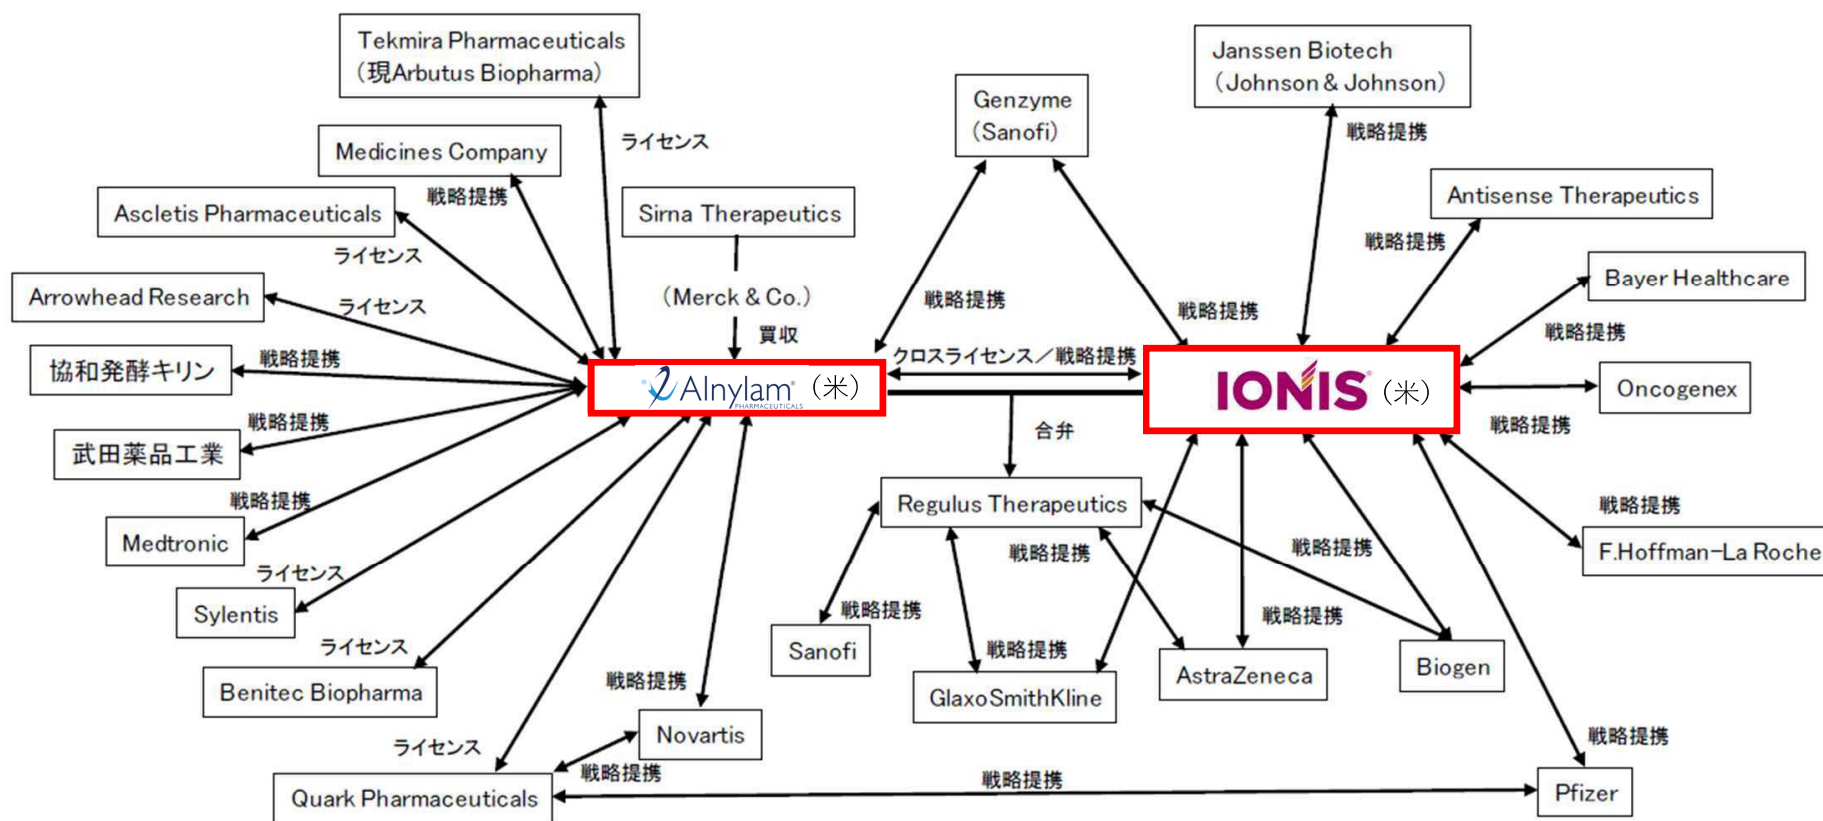 Tekmira Pharmaceuticals
（現Arbutus Biopharma）
Janssen Biotech
（Johnson & Johnson）
Genzyme
（Sanofi）
ライセンス
戦略提携
Medicines Company
戦略提携
Antisense Therapeutics
Ascletis Pharmaceuticals
Sirna Therapeutics
ライセンス
戦略提携
Bayer Healthcare
Arrowhead Research
ライセンス
（Merck & Co.）
戦略提携
戦略提携
買収
戦略提携
協和発酵キリン
戦略提携
クロスライセンス／戦略提携
Alnylam （米）
PHARMACEUTICALS
IONIS （米）
Oncogenex
戦略提携
戦略提携
合弁
武田薬品工業
戦略提携
Regulus Therapeutics
戦略提携
Medtronic
戦略提携
戦略提携
F.Hoffman-La Roche
ライセンス
Sylentis
戦略提携
戦略提携
ライセンス
Sanofi
戦略提携
Biogen
Benitec Biopharma
戦略提携
GlaxoSmithKline
AstraZeneca
Novartis
ライセンス
戦略提携
戦略提携
戦略提携
Quark Pharmaceuticals
Pfizer